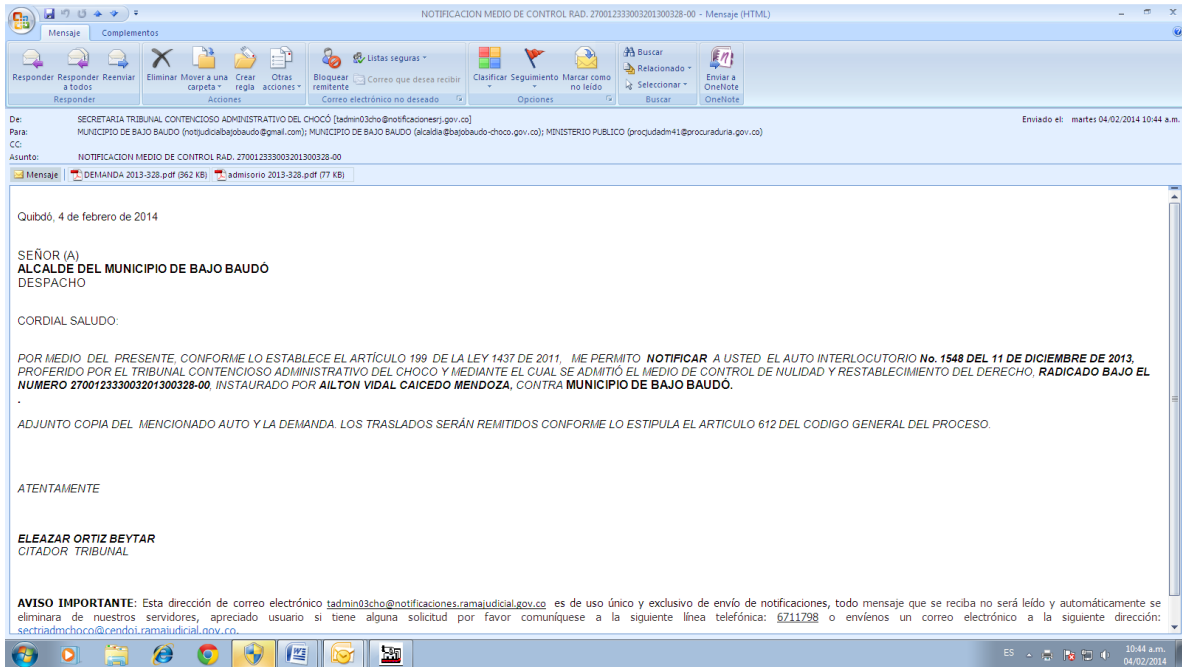 NOTIFICACION MEDIO DE CONTROL RAD. 27001233300320130032​8-00 - Mensaje (HTML)
Mensaje Complementos
Responder Responder a todos Reenviar
Responder
Eliminar Mover a una carpeta Crear regla Otras acciones
Acciones
Bloquear remitente Listas seguras Correo que desea recibir
Correo electrónico no deseado
Clasificar Seguimiento Marcar como no leído
Opciones
Buscar
Relacionado
Seleccionar
Buscar
Enviar a OneNote
OneNote
De: SECRETARIA TRIBUNAL CONTENCIOSO ADMINISTRATIVO DEL CHOCÓ [tadmin03cho@notificacionesrj.gov.co]
Enviado el: martes 04/02/2014 10:44 a.m.
Para: MUNICIPIO DE BAJO BAUDO (notijudicialbajobaudo@gmail.com); MUNICIPIO DE BAJO BAUDO (alcaldia@bajobaudo-choco.gov.co); MINISTERIO PUBLICO (procjudadm41@procuraduria.gov.co)
CC:
Asunto: NOTIFICACION MEDIO DE CONTROL RAD. 27001233300320130​0328-00
Mensaje DEMANDA 2013-328.pdf (362 KB) admisorio 2013-328.pdf (77 KB)
Quibdó, 4 de febrero de 2014
SEÑOR (A)
ALCALDE DEL MUNICIPIO DE BAJO BAUDÓ
DESPACHO
CORDIAL SALUDO:
POR MEDIO DEL PRESENTE, CONFORME LO ESTABLECE EL ARTÍCULO 199 DE LA LEY 1437 DE 2011, ME PERMITO NOTIFICAR A USTED EL AUTO INTERLOCUTORIO No. 1548 DEL 11 DE DICIEMBRE DE 2013,
PROFERIDO POR EL TRIBUNAL CONTENCIOSO ADMINISTRATIVO DEL CHOCO Y MEDIANTE EL CUAL SE ADMITIÓ EL MEDIO DE CONTROL DE NULIDAD Y RESTABLECIMIENTO DEL DERECHO, RADICADO BAJO EL
NUMERO 270012333003201300328-00, INSTAURADO POR AILTON VIDAL CAICEDO MENDOZA, CONTRA MUNICIPIO DE BAJO BAUDÓ.
.
ADJUNTO COPIA DEL MENCIONADO AUTO Y LA DEMANDA. LOS TRASLADOS SERÁN REMITIDOS CONFORME LO ESTIPULA EL ARTICULO 612 DEL CODIGO GENERAL DEL PROCESO.
ATENTAMENTE
ELEAZAR ORTIZ BEYTAR
CITADOR TRIBUNAL
AVISO IMPORTANTE: Esta dirección de correo electrónico tadmin03cho@notificaciones.ramajudicial.gov.co es de uso único y exclusivo de envío de notificaciones, todo mensaje que se reciba no será leído y automáticamente se
eliminara de nuestros servidores, apreciado usuario si tiene alguna solicitud por favor comuníquese a la siguiente línea telefónica: 6711798 o envíenos un correo electrónico a la siguiente dirección:
sectriadmchoco@cendoj.ramajudicial.gov.co.
ES 10:44 a.m.
04/02/2014